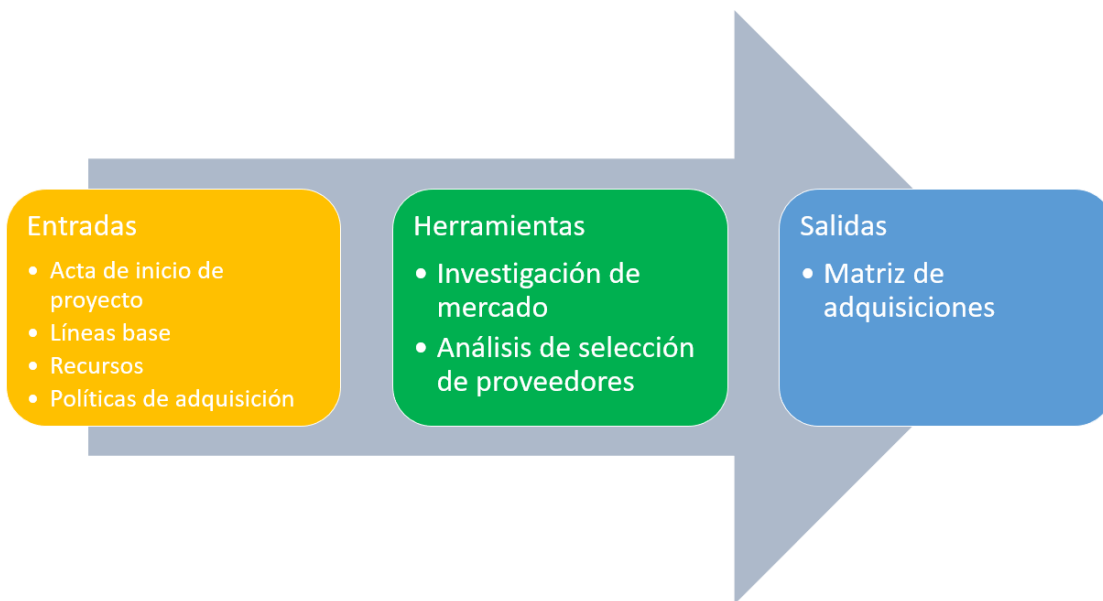 Entradas
• Acta de inicio de
proyecto
• Líneas base
• Recursos
• Políticas de adquisición
Herramientas
• Investigación de
mercado
• Análisis de selección
de proveedores
Salidas
• Matriz de
adquisiciones